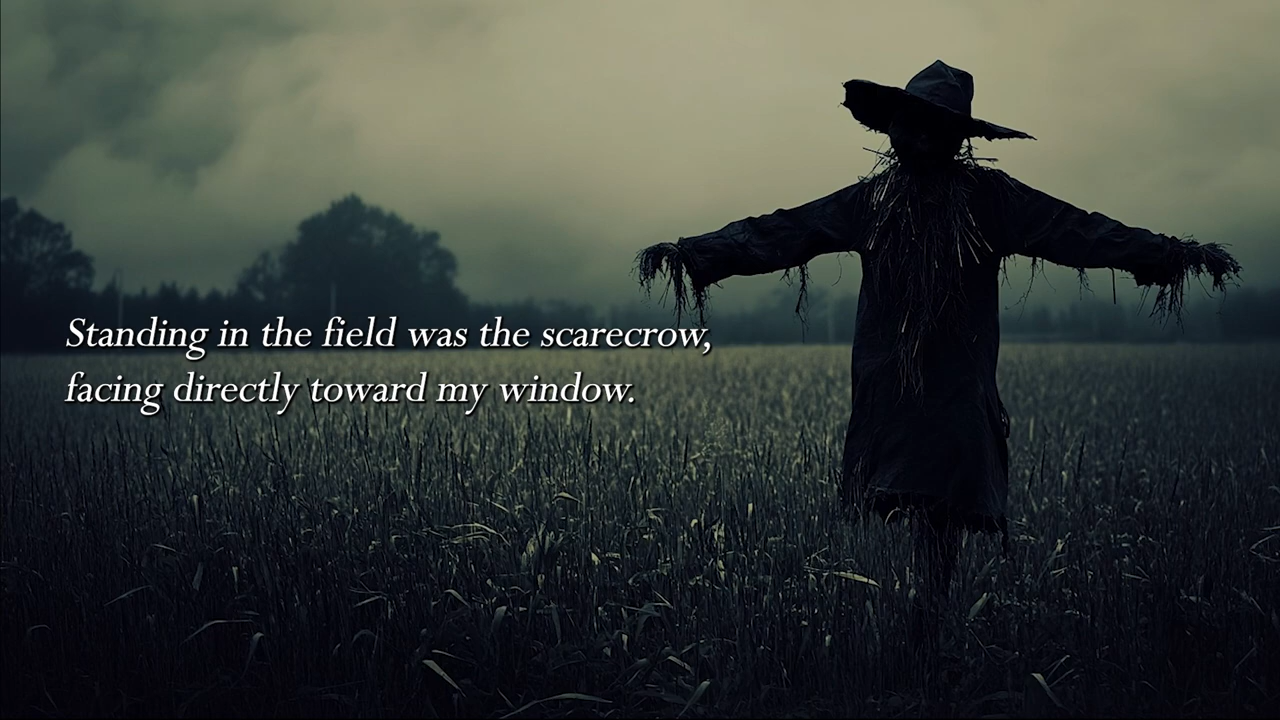 Standing in the field was the scarecrow,
facing directly toward my window.